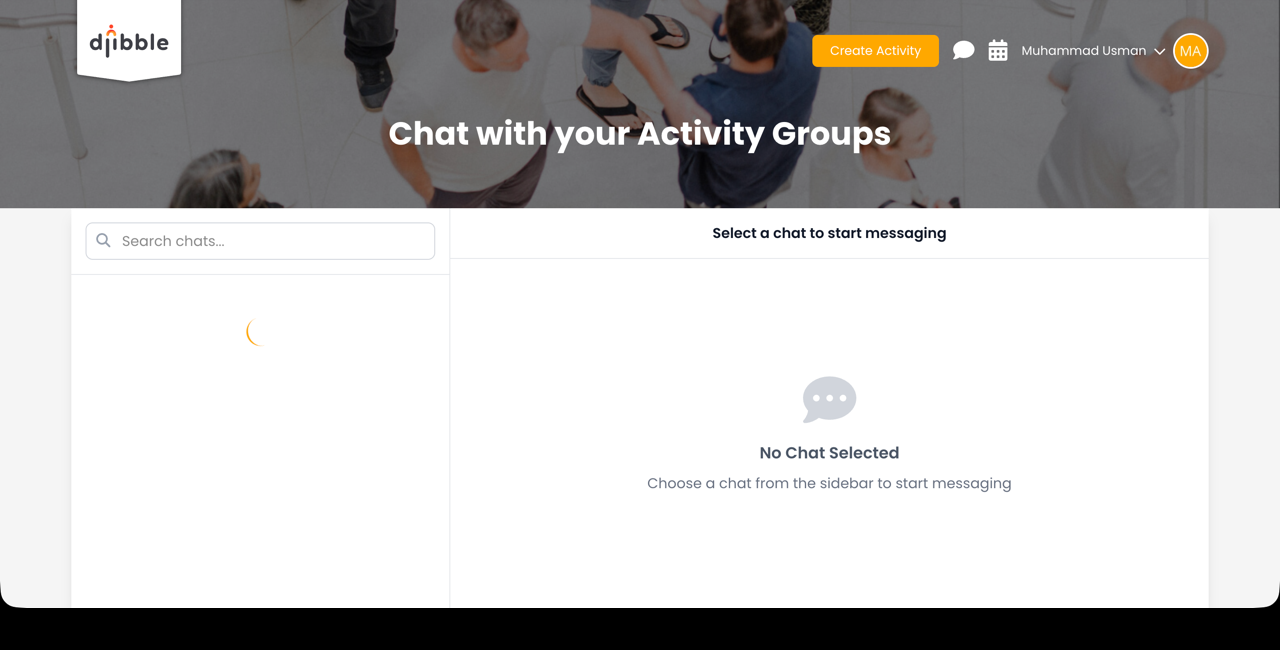 djibble
Create Activity
Muhammad Usman
MA
Chat with your Activity Groups
Search chats...
Select a chat to start messaging
No Chat Selected
Choose a chat from the sidebar to start messaging